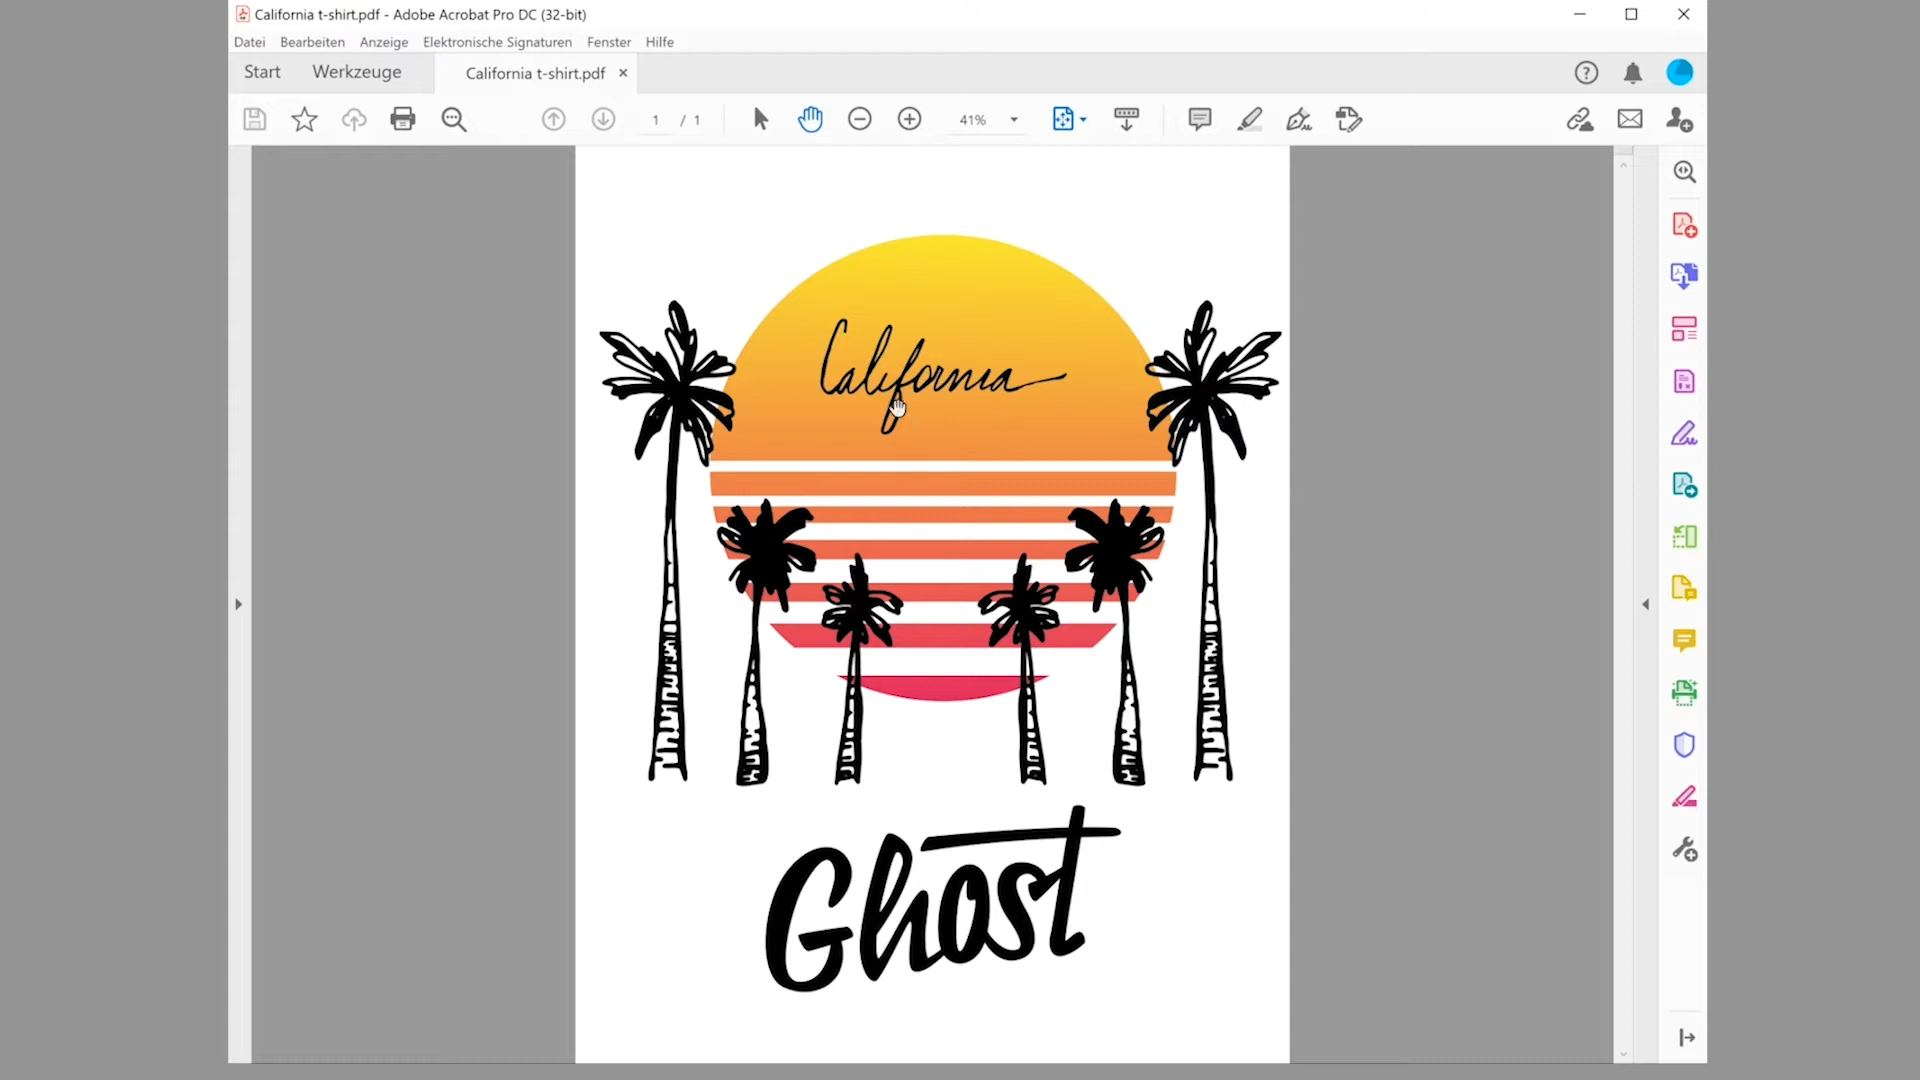 California t-shirt.pdf - Adobe Acrobat Pro DC (32-bit)
Datei Bearbeiten Anzeige Elektronische Signaturen Fenster Hilfe
Start Werkzeuge California t-shirt.pdf
1 / 1 41%
California
Ghost